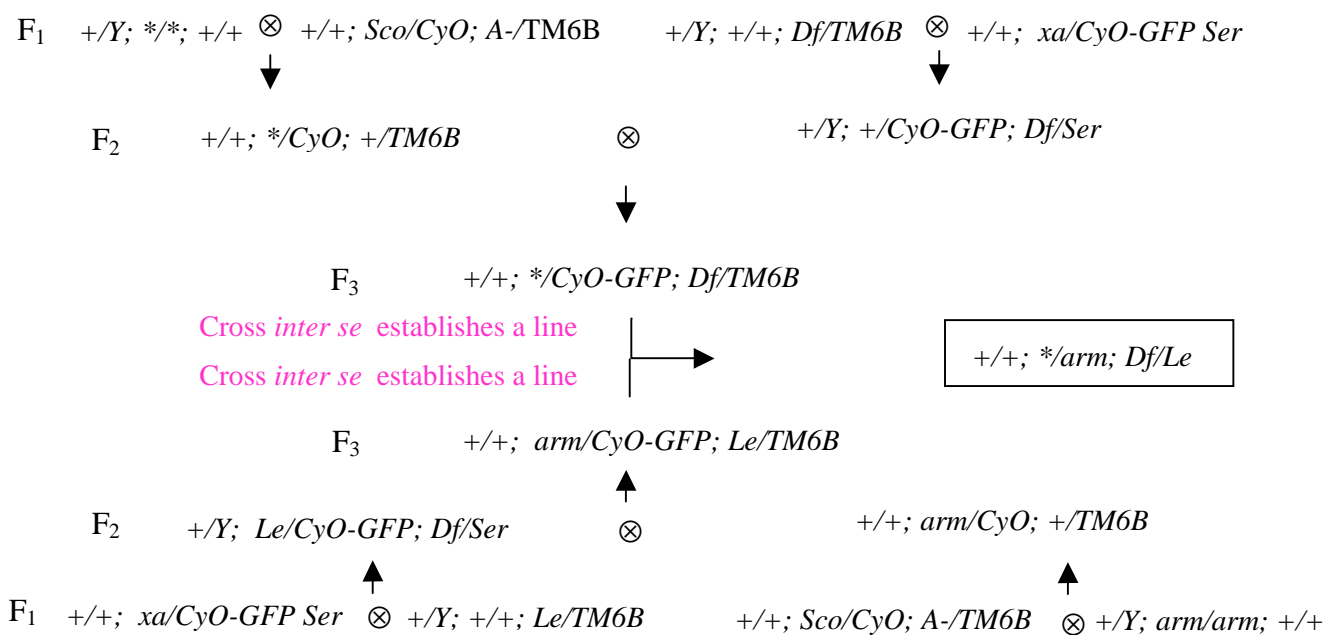 F₁ +/Y; */*; +/+ ⊗ +/+; Sco/CyO; A-/TM6B +/Y; +/+; Df/TM6B ⊗ +/+; xa/CyO-GFP Ser
F₂ +/+; */CyO; +/TM6B ⊗ +/Y; +/CyO-GFP; Df/Ser
F₃ +/+; */CyO-GFP; Df/TM6B
Cross inter se establishes a line
+/+; */arm; Df/Le
Cross inter se establishes a line
F₃ +/+; arm/CyO-GFP; Le/TM6B
F₂ +/Y; Le/CyO-GFP; Df/Ser ⊗ +/+; arm/CyO; +/TM6B
F₁ +/+; xa/CyO-GFP Ser ⊗ +/Y; +/+; Le/TM6B +/+; Sco/CyO; A-/TM6B ⊗ +/Y; arm/arm; +/+